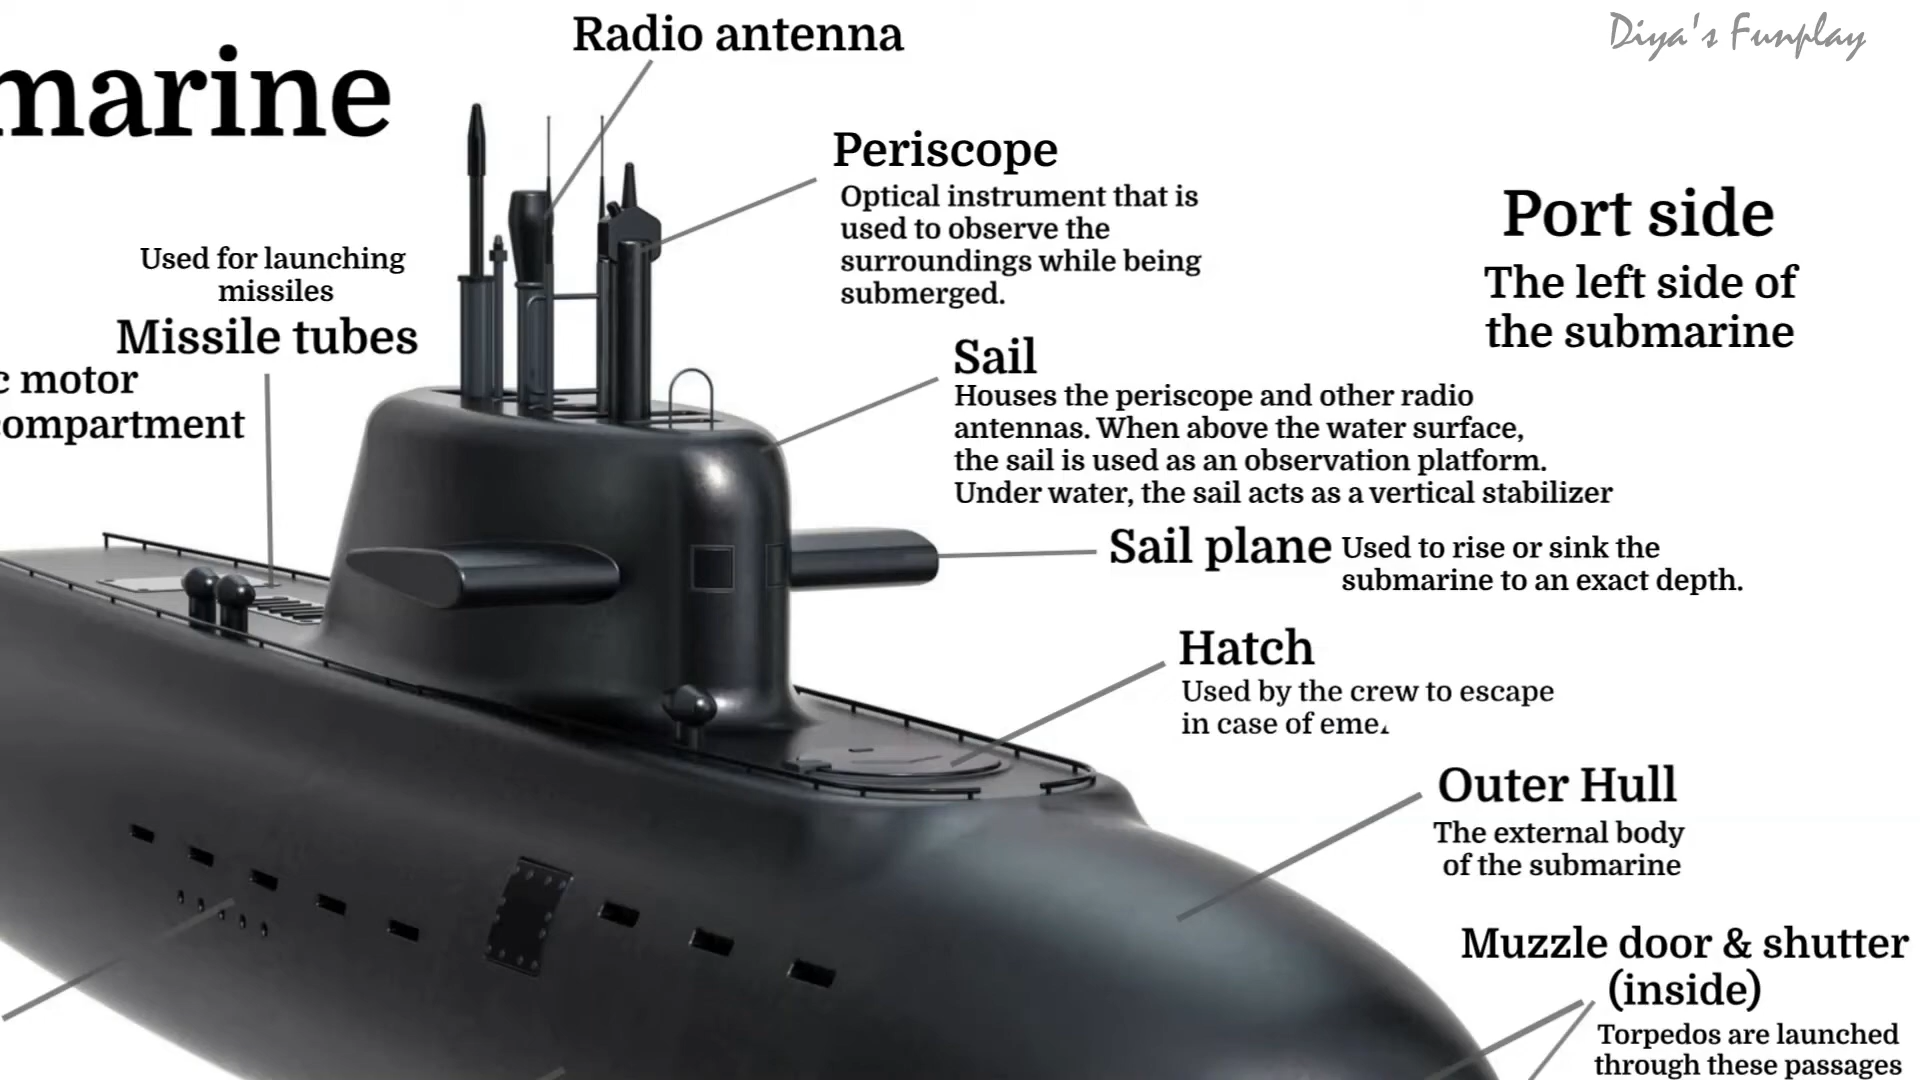 Radio antenna
Diya's Funplay
marine
Periscope
Optical instrument that is
used to observe the
surroundings while being
submerged.
Port side
The left side of
the submarine
Used for launching
missiles
Missile tubes
c motor
compartment
Sail
Houses the periscope and other radio
antennas. When above the water surface,
the sail is used as an observation platform.
Under water, the sail acts as a vertical stabilizer
Sail plane
Used to rise or sink the
submarine to an exact depth.
Hatch
Used by the crew to escape
in case of eme
Outer Hull
The external body
of the submarine
Muzzle door & shutter
(inside)
Torpedos are launched
through these passages